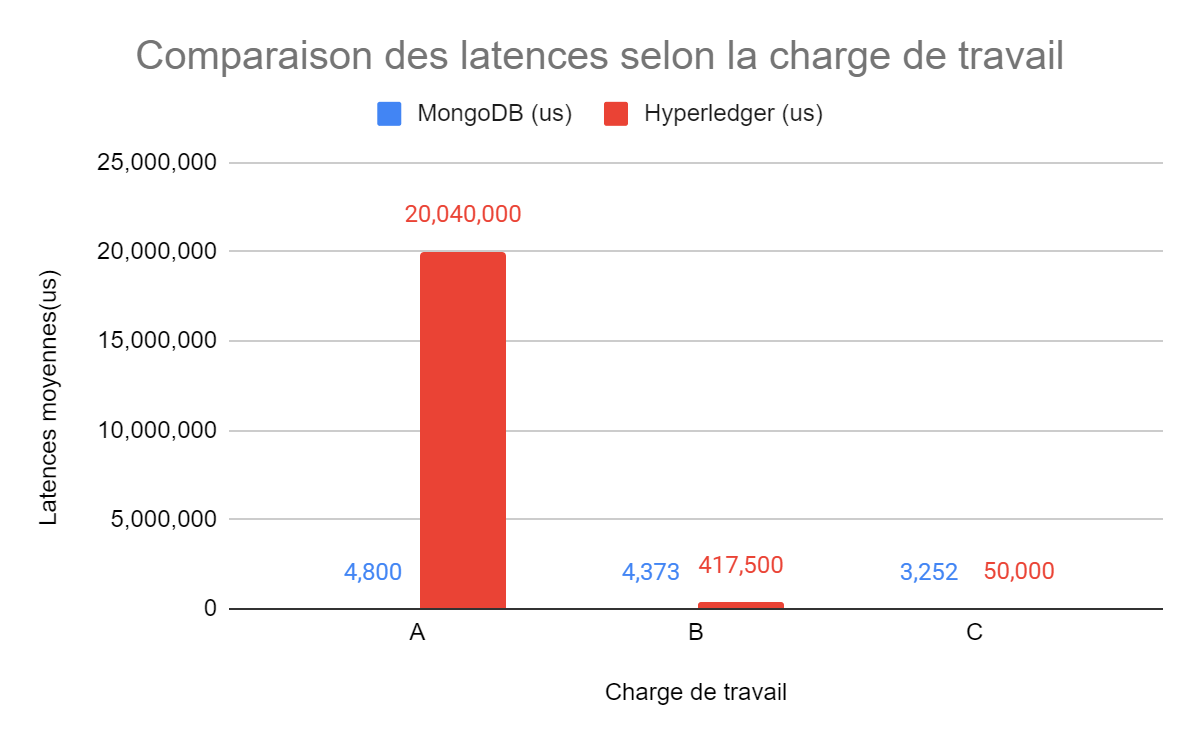 Comparaison des latences selon la charge de travail
MongoDB (us) Hyperledger (us)
Latences moyennes(us)
25,000,000
20,040,000
20,000,000
15,000,000
10,000,000
5,000,000
4,800 4,373 417,500 3,252 50,000
0
A B C
Charge de travail